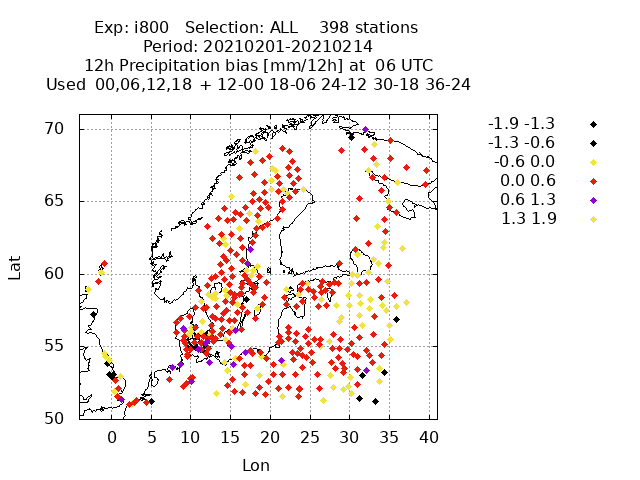 Exp: i800 Selection: ALL 398 stations
Period: 20210201-20210214
12h Precipitation bias [mm/12h] at 06 UTC
Used 00,06,12,18 + 12-00 18-06 24-12 30-18 36-24
70
65
60
55
50
Lat
0 5 10 15 20 25 30 35 40
Lon
-1.9 -1.3
-1.3 -0.6
-0.6 0.0
0.0 0.6
0.6 1.3
1.3 1.9